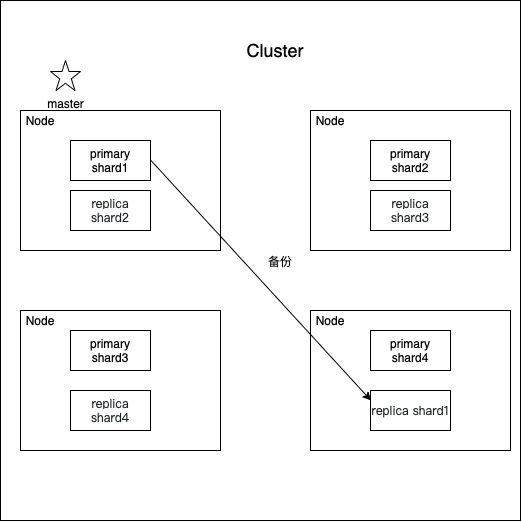 Cluster
master
Node
primary
shard1
replica
shard2
Node
primary
shard2
replica
shard3
备份
Node
primary
shard3
replica
shard4
Node
primary
shard4
replica shard1